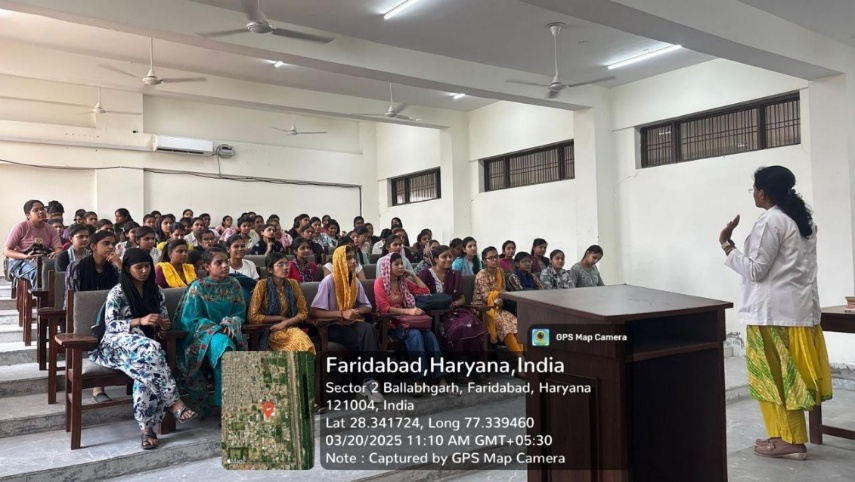 GPS Map Camera
Faridabad,Haryana,India
Sector 2 Ballabhgarh, Faridabad, Haryana
121004, India
Lat 28.341724, Long 77.339460
03/20/2025 11:10 AM GMT+05:30
Note : Captured by GPS Map Camera